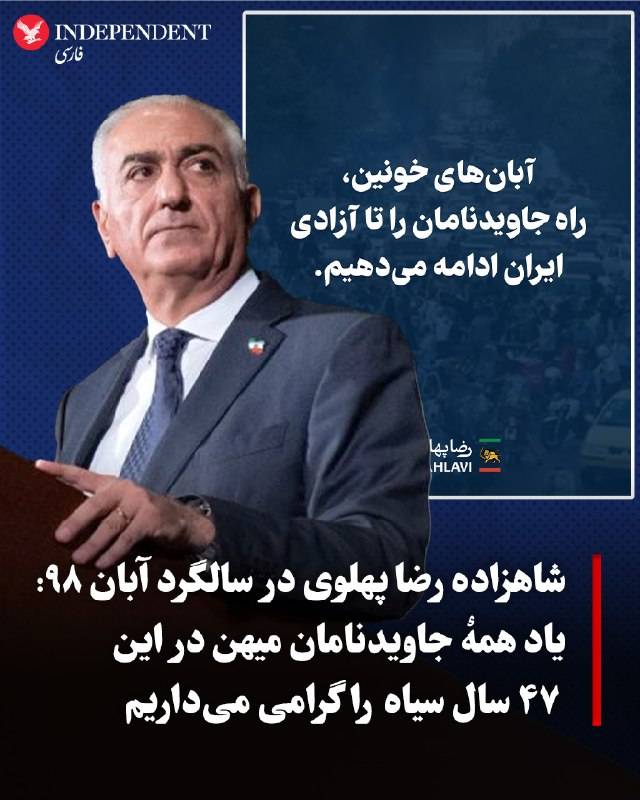 INDEPENDENT
فارسی
آبان‌های خونین،
راه جاویدنامان را تا آزادی
ایران ادامه می‌دهیم.
شاهزاده رضا پهلوی در سالگرد آبان ۹۸:
یاد همهٔ جاویدنامان میهن در این
۴۷ سال سیاه را گرامی می‌داریم